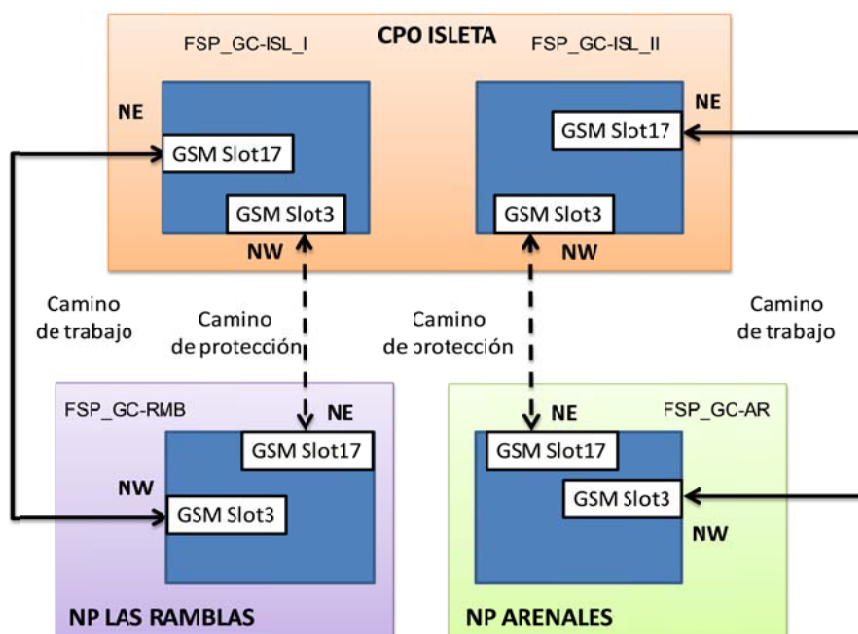 CPO ISLETA
FSP_GC-ISL_I
FSP_GC-ISL_II
NE
NE
GSM Slot17
GSM Slot17
GSM Slot3
GSM Slot3
NW
NW
Camino
de trabajo
Camino
de protección
Camino
de protección
Camino
de trabajo
FSP_GC-RMB
NE
NE
FSP_GC-AR
GSM Slot17
GSM Slot17
NW
GSM Slot3
GSM Slot3
NW
NP LAS RAMBLAS
NP ARENALES